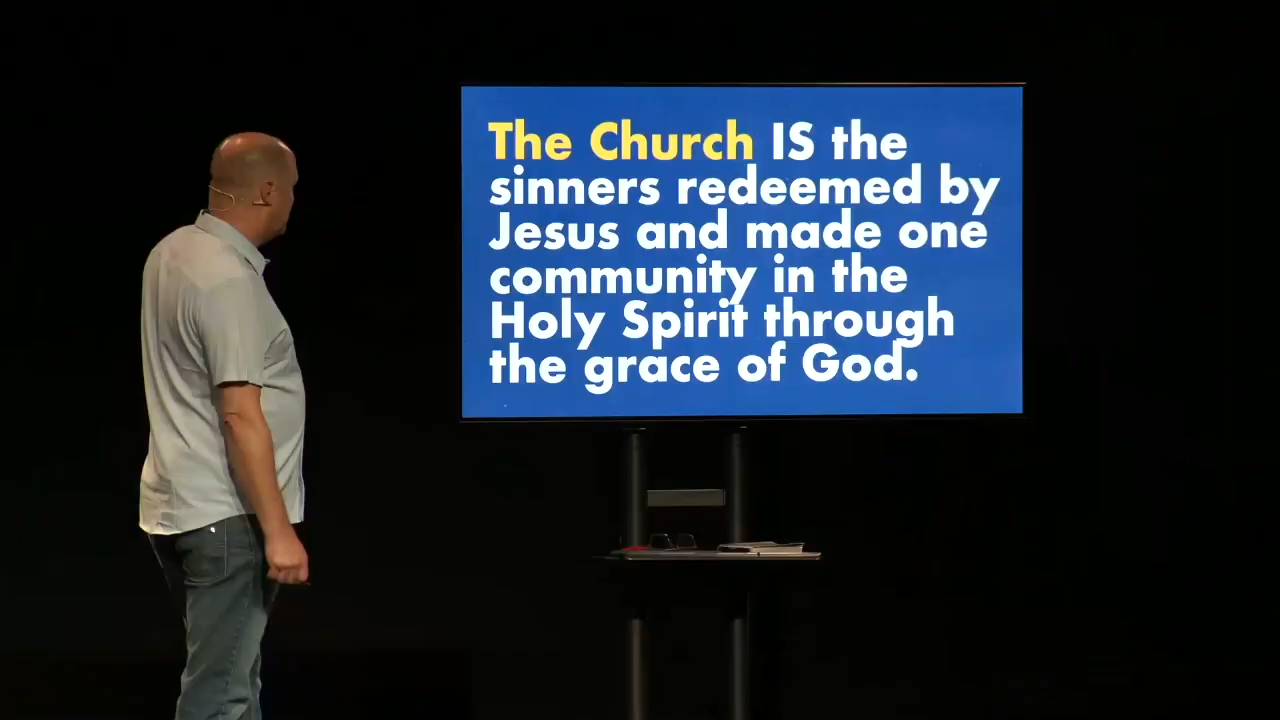 The Church IS the
sinners redeemed by
Jesus and made one
community in the
Holy Spirit through
the grace of God.